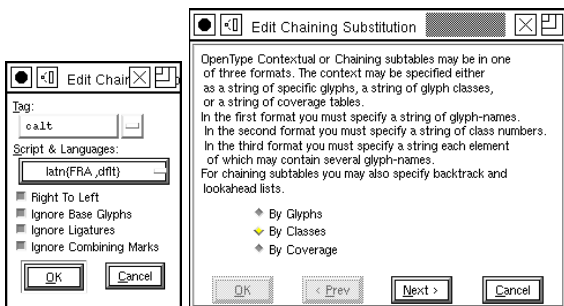 Edit Chair
Tag:
calt
Script & Languages:
latn{FRA ,dflt}
Right To Left
Ignore Base Glyphs
Ignore Ligatures
Ignore Combining Marks
OK Cancel
Edit Chaining Substitution
OpenType Contextual or Chaining subtables may be in one
of three formats. The context may be specified either
as a string of specific glyphs, a string of glyph classes,
or a string of coverage tables.
In the first format you must specify a string of glyph-names.
In the second format you must specify a string of class numbers.
In the third format you must specify a string each element
of which may contain several glyph-names.
For chaining subtables you may also specify backtrack and
lookahead lists.
By Glyphs
By Classes
By Coverage
OK < Prev Next > Cancel